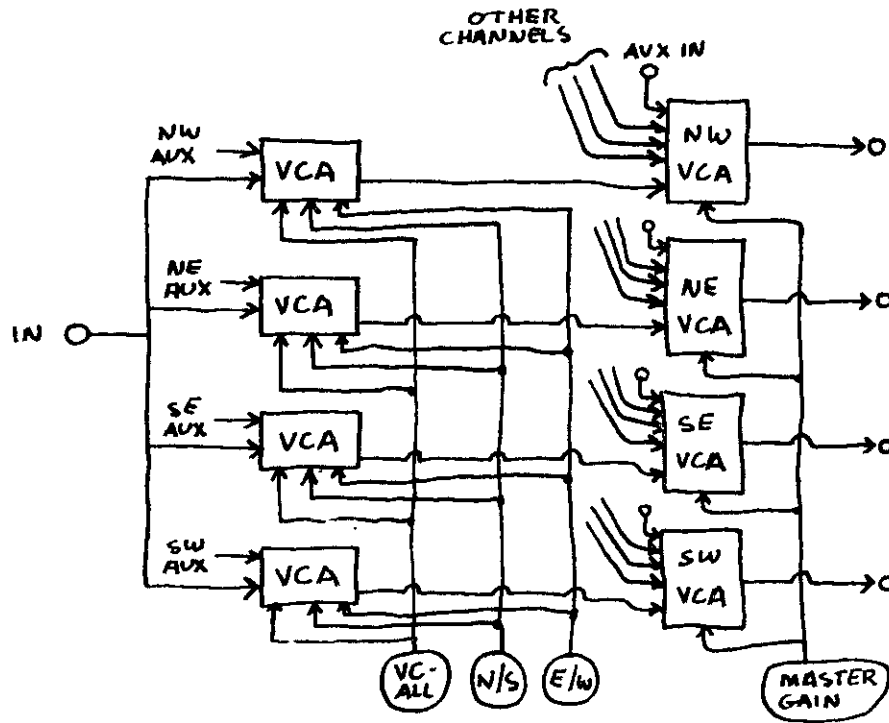 OTHER
CHANNELS
AUX IN
NW
AUX
VCA
NW
VCA
NE
AUX
VCA
NE
VCA
IN
SE
AUX
VCA
SE
VCA
SW
AUX
VCA
SW
VCA
VC-
ALL
N/S
E/W
MASTER
GAIN